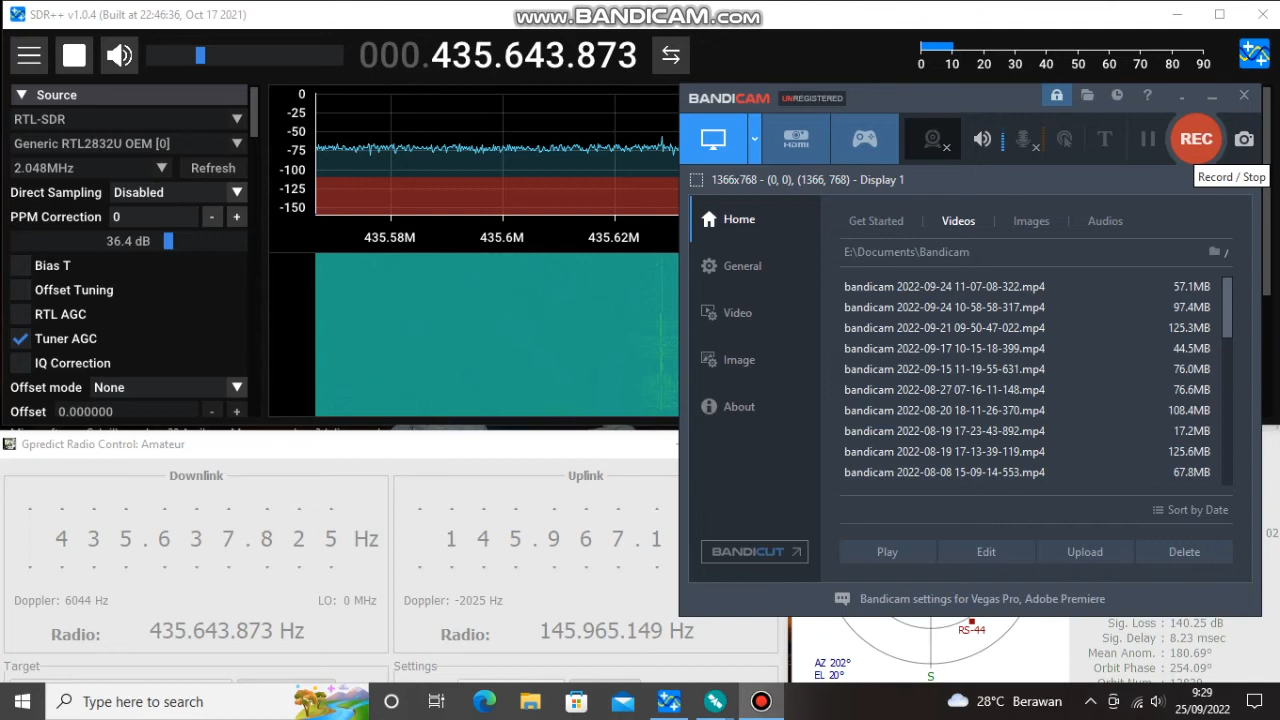 SDR++ v1.0.4 (Built at 22:46:36, Oct 17 2021)
www.BANDICAM.com
000.435.643.873
0 10 20 30 40 50 60 70 80 90
Source
RTL-SDR
Generic RTL2832U OEM [0]
2.048MHz
Refresh
Direct Sampling
Disabled
PPM Correction
0
-
+
36.4 dB
Bias T
Offset Tuning
RTL AGC
Tuner AGC
IQ Correction
Offset mode
None
Offset
0.000000
-
+
0
-25
-50
-75
-100
-125
-150
435.58M 435.6M 435.62M
BANDICAM UNREGISTERED
HDMI
REC
Record / Stop
1366x768 - (0, 0), (1366, 768) - Display 1
Home
General
Video
Image
About
BANDICUT
Get Started
Videos
Images
Audios
E:\Documents\Bandicam
bandicam 2022-09-24 11-07-08-322.mp4 57.1MB
bandicam 2022-09-24 10-58-58-317.mp4 97.4MB
bandicam 2022-09-21 09-50-47-022.mp4 125.3MB
bandicam 2022-09-17 10-15-18-399.mp4 44.5MB
bandicam 2022-09-15 11-19-55-631.mp4 76.0MB
bandicam 2022-08-27 07-16-11-148.mp4 76.6MB
bandicam 2022-08-20 18-11-26-370.mp4 108.4MB
bandicam 2022-08-19 17-23-43-892.mp4 17.2MB
bandicam 2022-08-19 17-13-39-119.mp4 125.6MB
bandicam 2022-08-08 15-09-14-553.mp4 67.8MB
Sort by Date
Play
Edit
Upload
Delete
Bandicam settings for Vegas Pro, Adobe Premiere
Gpredict Radio Control: Amateur
Downlink
435.637.825 Hz
Doppler: 6044 Hz
LO: 0 MHz
Radio: 435.643.873 Hz
Target
Uplink
145.967.1
Doppler: -2025 Hz
Radio: 145.965.149 Hz
Settings
RS-44
AZ 202°
EL 20°
S
02
Sig. Loss : 140.25 dB
Sig. Delay : 8.23 msec
Mean Anom. : 180.69°
Orbit Phase : 254.09°
Type here to search
28°C Berawan
9:29
25/09/2022